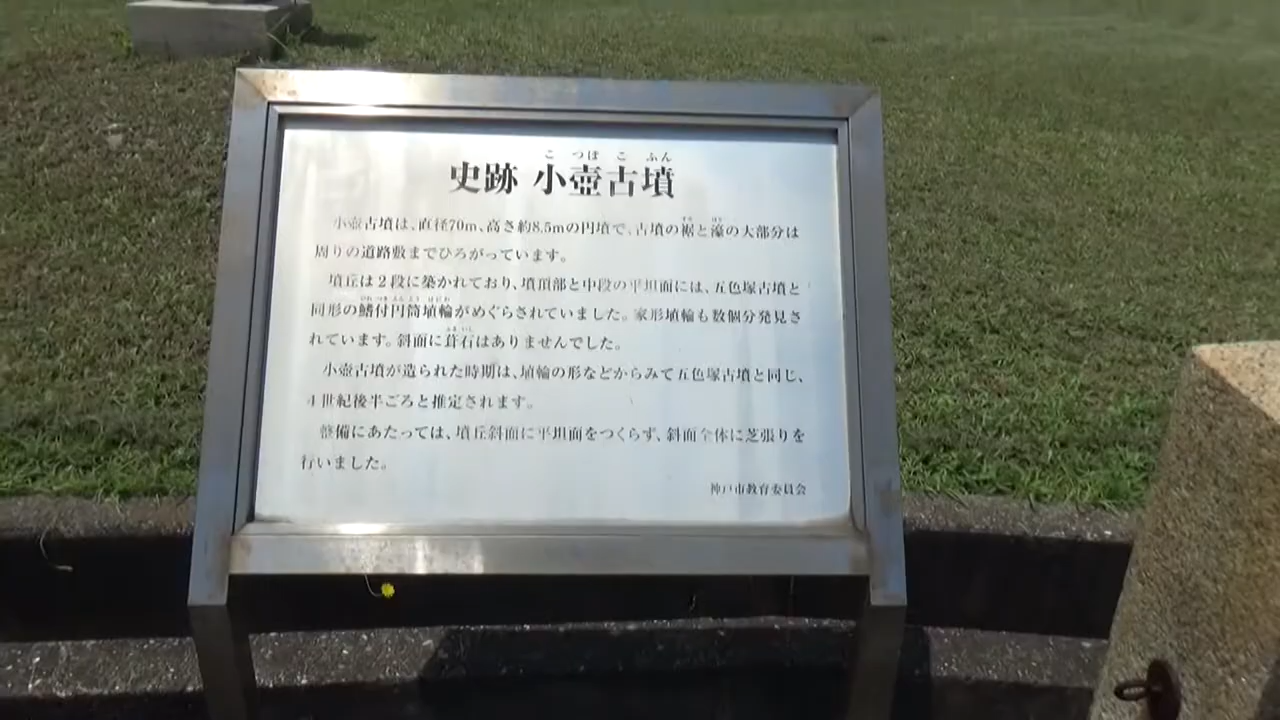 こ つぼ こ ふん
史跡 小壺古墳
小壺古墳は、直径70m、高さ約8.5mの円墳で、古墳の裾と濠の大部分は
周りの道路敷までひろがっています。
墳丘は2段に築かれており、墳頂部と中段の平坦面には、五色塚古墳と
同形の鰭付円筒埴輪がめぐらされていました。家形埴輪も数個分発見さ
れています。斜面に葺石はありませんでした。
小壺古墳が造られた時期は、埴輪の形などからみて五色塚古墳と同じ、
4世紀後半ごろと推定されます。
整備にあたっては、墳丘斜面に平坦面をつくらず、斜面全体に芝張りを
行いました。
神戸市教育委員会